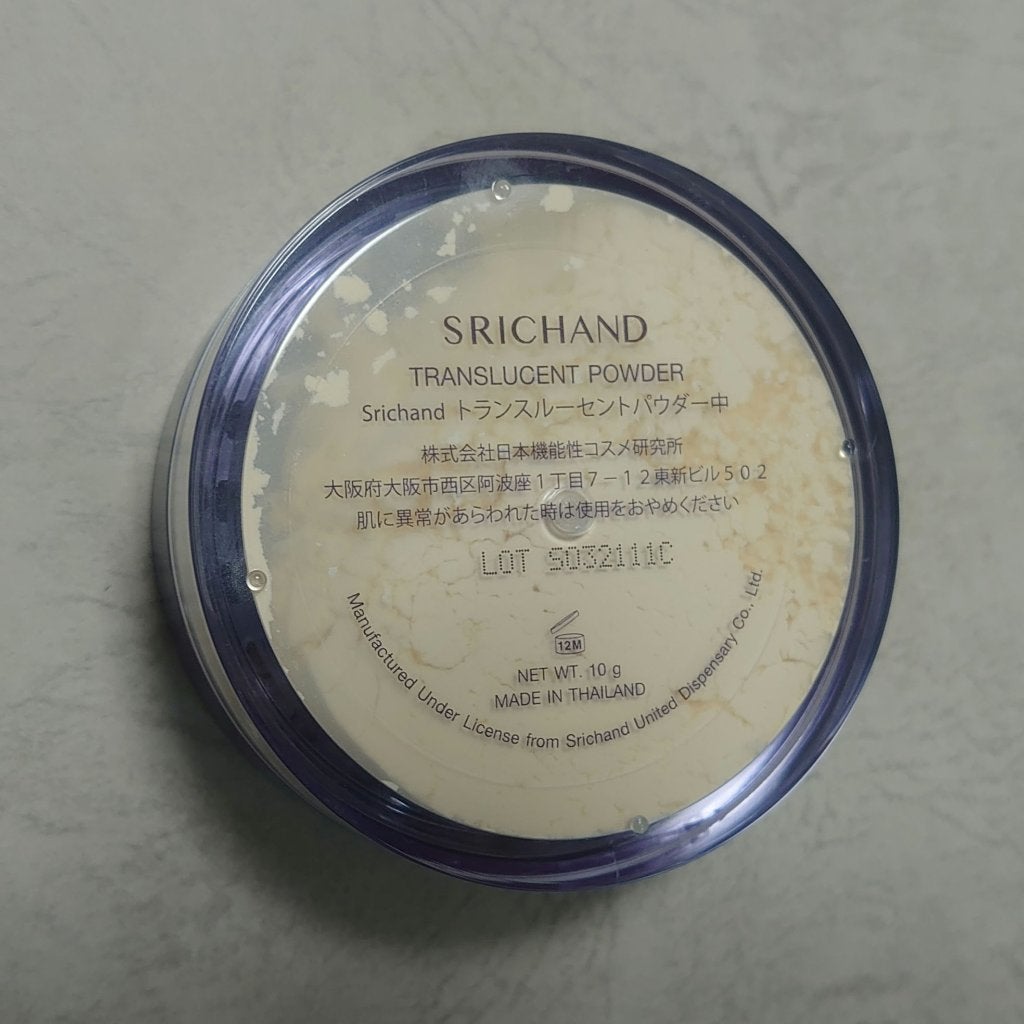 SRICHAND
TRANSLUCENT POWDER
Srichand トランスルーセントパウダー中
株式会社日本機能性コスメ研究所
大阪府大阪市西区阿波座1丁目7－12東新ビル502
肌に異常があらわれた時は使用をおやめください
LOT S032111C
12M
NET WT. 10 g
MADE IN THAILAND
Manufactured Under License from Srichand United Dispensary Co., Ltd.